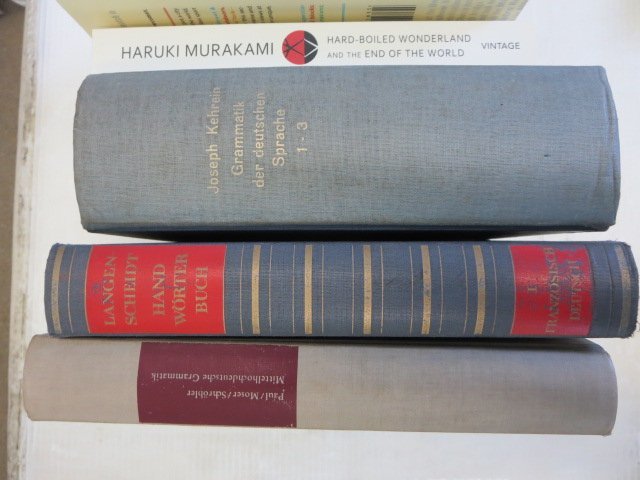 HARUKI MURAKAMI
HARD-BOILED WONDERLAND
AND THE END OF THE WORLD
VINTAGE
Joseph Kehrein
Grammatik
der deutschen
Sprache
1 - 3
LANGEN
SCHEIDT
HAND
WÖRTER
BUCH
I
FRANZÖSISCH
DEUTSCH
Paul/Moser/Schröbler
Mittelhochdeutsche Grammatik